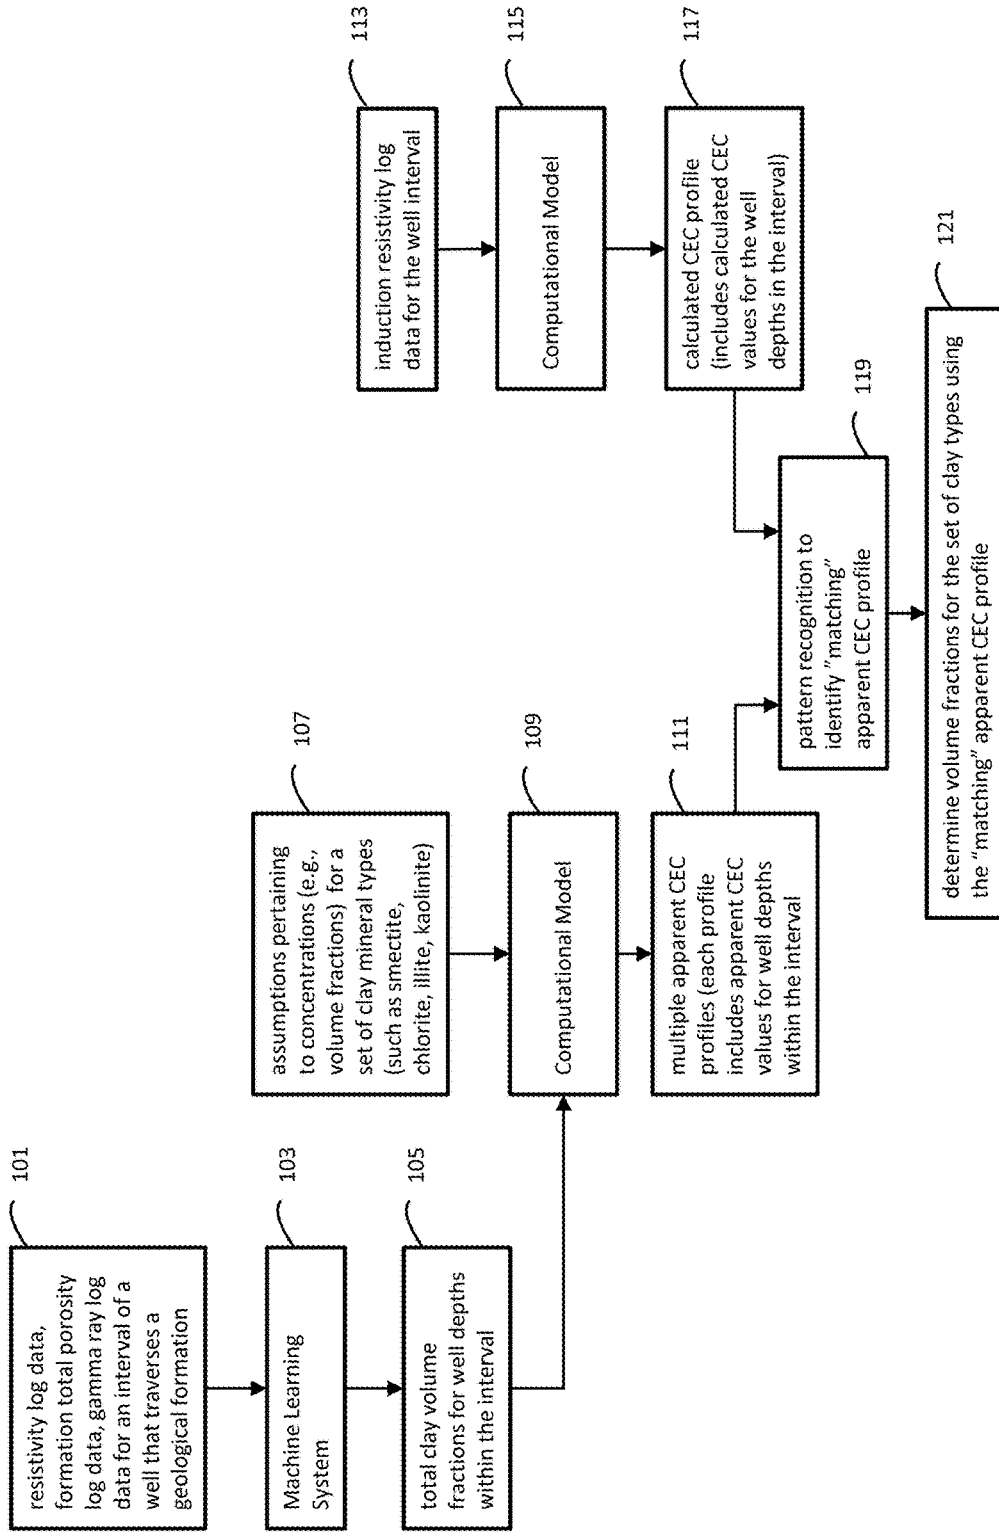 101
resistivity log data,
formation total porosity
log data, gamma ray log
data for an interval of a
well that traverses a
geological formation
103
Machine Learning
System
105
total clay volume
fractions for well depths
within the interval
107
assumptions pertaining
to concentrations (e.g.,
volume fractions) for a
set of clay mineral types
(such as smectite,
chlorite, illite, kaolinite)
109
Computational Model
111
multiple apparent CEC
profiles (each profile
includes apparent CEC
values for well depths
within the interval
113
induction resistivity log
data for the well interval
115
Computational Model
117
calculated CEC profile
(includes calculated CEC
values for the well
depths in the interval)
119
pattern recognition to
identify "matching"
apparent CEC profile
121
determine volume fractions for the set of clay types using
the "matching" apparent CEC profile